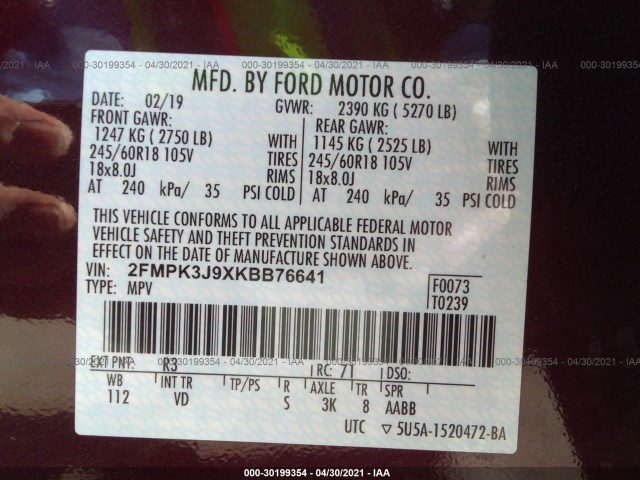 000-30199354 - 04/30/2021 - IAA
MFD. BY FORD MOTOR CO.
DATE: 02/19 GVWR: 2390 KG ( 5270 LB)
FRONT GAWR: REAR GAWR:
1247 KG ( 2750 LB) WITH 1145 KG ( 2525 LB) WITH
245/60R18 105V TIRES 245/60R18 105V TIRES
18x8.0J RIMS 18x8.0J RIMS
AT 240 kPa/ 35 PSI COLD AT 240 kPa/ 35 PSI COLD
THIS VEHICLE CONFORMS TO ALL APPLICABLE FEDERAL MOTOR
VEHICLE SAFETY AND THEFT PREVENTION STANDARDS IN
EFFECT ON THE DATE OF MANUFACTURE SHOWN ABOVE.
VIN: 2FMPK3J9XKBB76641 F0073
TYPE: MPV T0239
EXT PNT: R3 RC: 71 DSO:
WB INT TR TP/PS R AXLE TR SPR
112 VD S 3K 8 AABB
UTC ▽ 5U5A-1520472-BA
000-30199354 - 04/30/2021 - IAA